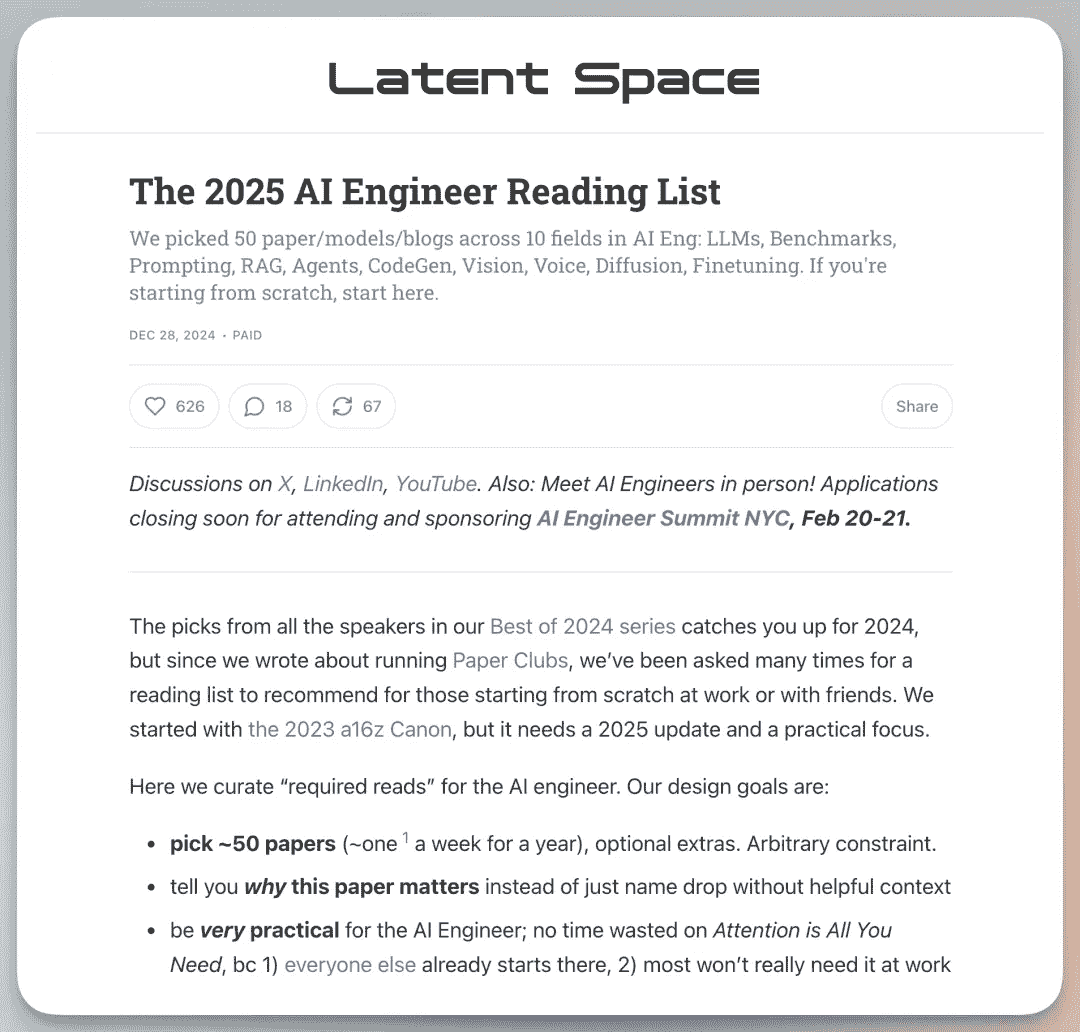 Latent Space
The 2025 AI Engineer Reading List
We picked 50 paper/models/blogs across 10 fields in AI Eng: LLMs, Benchmarks,
Prompting, RAG, Agents, CodeGen, Vision, Voice, Diffusion, Finetuning. If you're
starting from scratch, start here.
DEC 28, 2024 • PAID
626 18 67 Share
Discussions on X, LinkedIn, YouTube. Also: Meet AI Engineers in person! Applications
closing soon for attending and sponsoring AI Engineer Summit NYC, Feb 20-21.
The picks from all the speakers in our Best of 2024 series catches you up for 2024,
but since we wrote about running Paper Clubs, we’ve been asked many times for a
reading list to recommend for those starting from scratch at work or with friends. We
started with the 2023 a16z Canon, but it needs a 2025 update and a practical focus.
Here we curate “required reads” for the AI engineer. Our design goals are:
• pick ~50 papers (~one 1 a week for a year), optional extras. Arbitrary constraint.
• tell you why this paper matters instead of just name drop without helpful context
• be very practical for the AI Engineer; no time wasted on Attention is All You
Need, bc 1) everyone else already starts there, 2) most won’t really need it at work